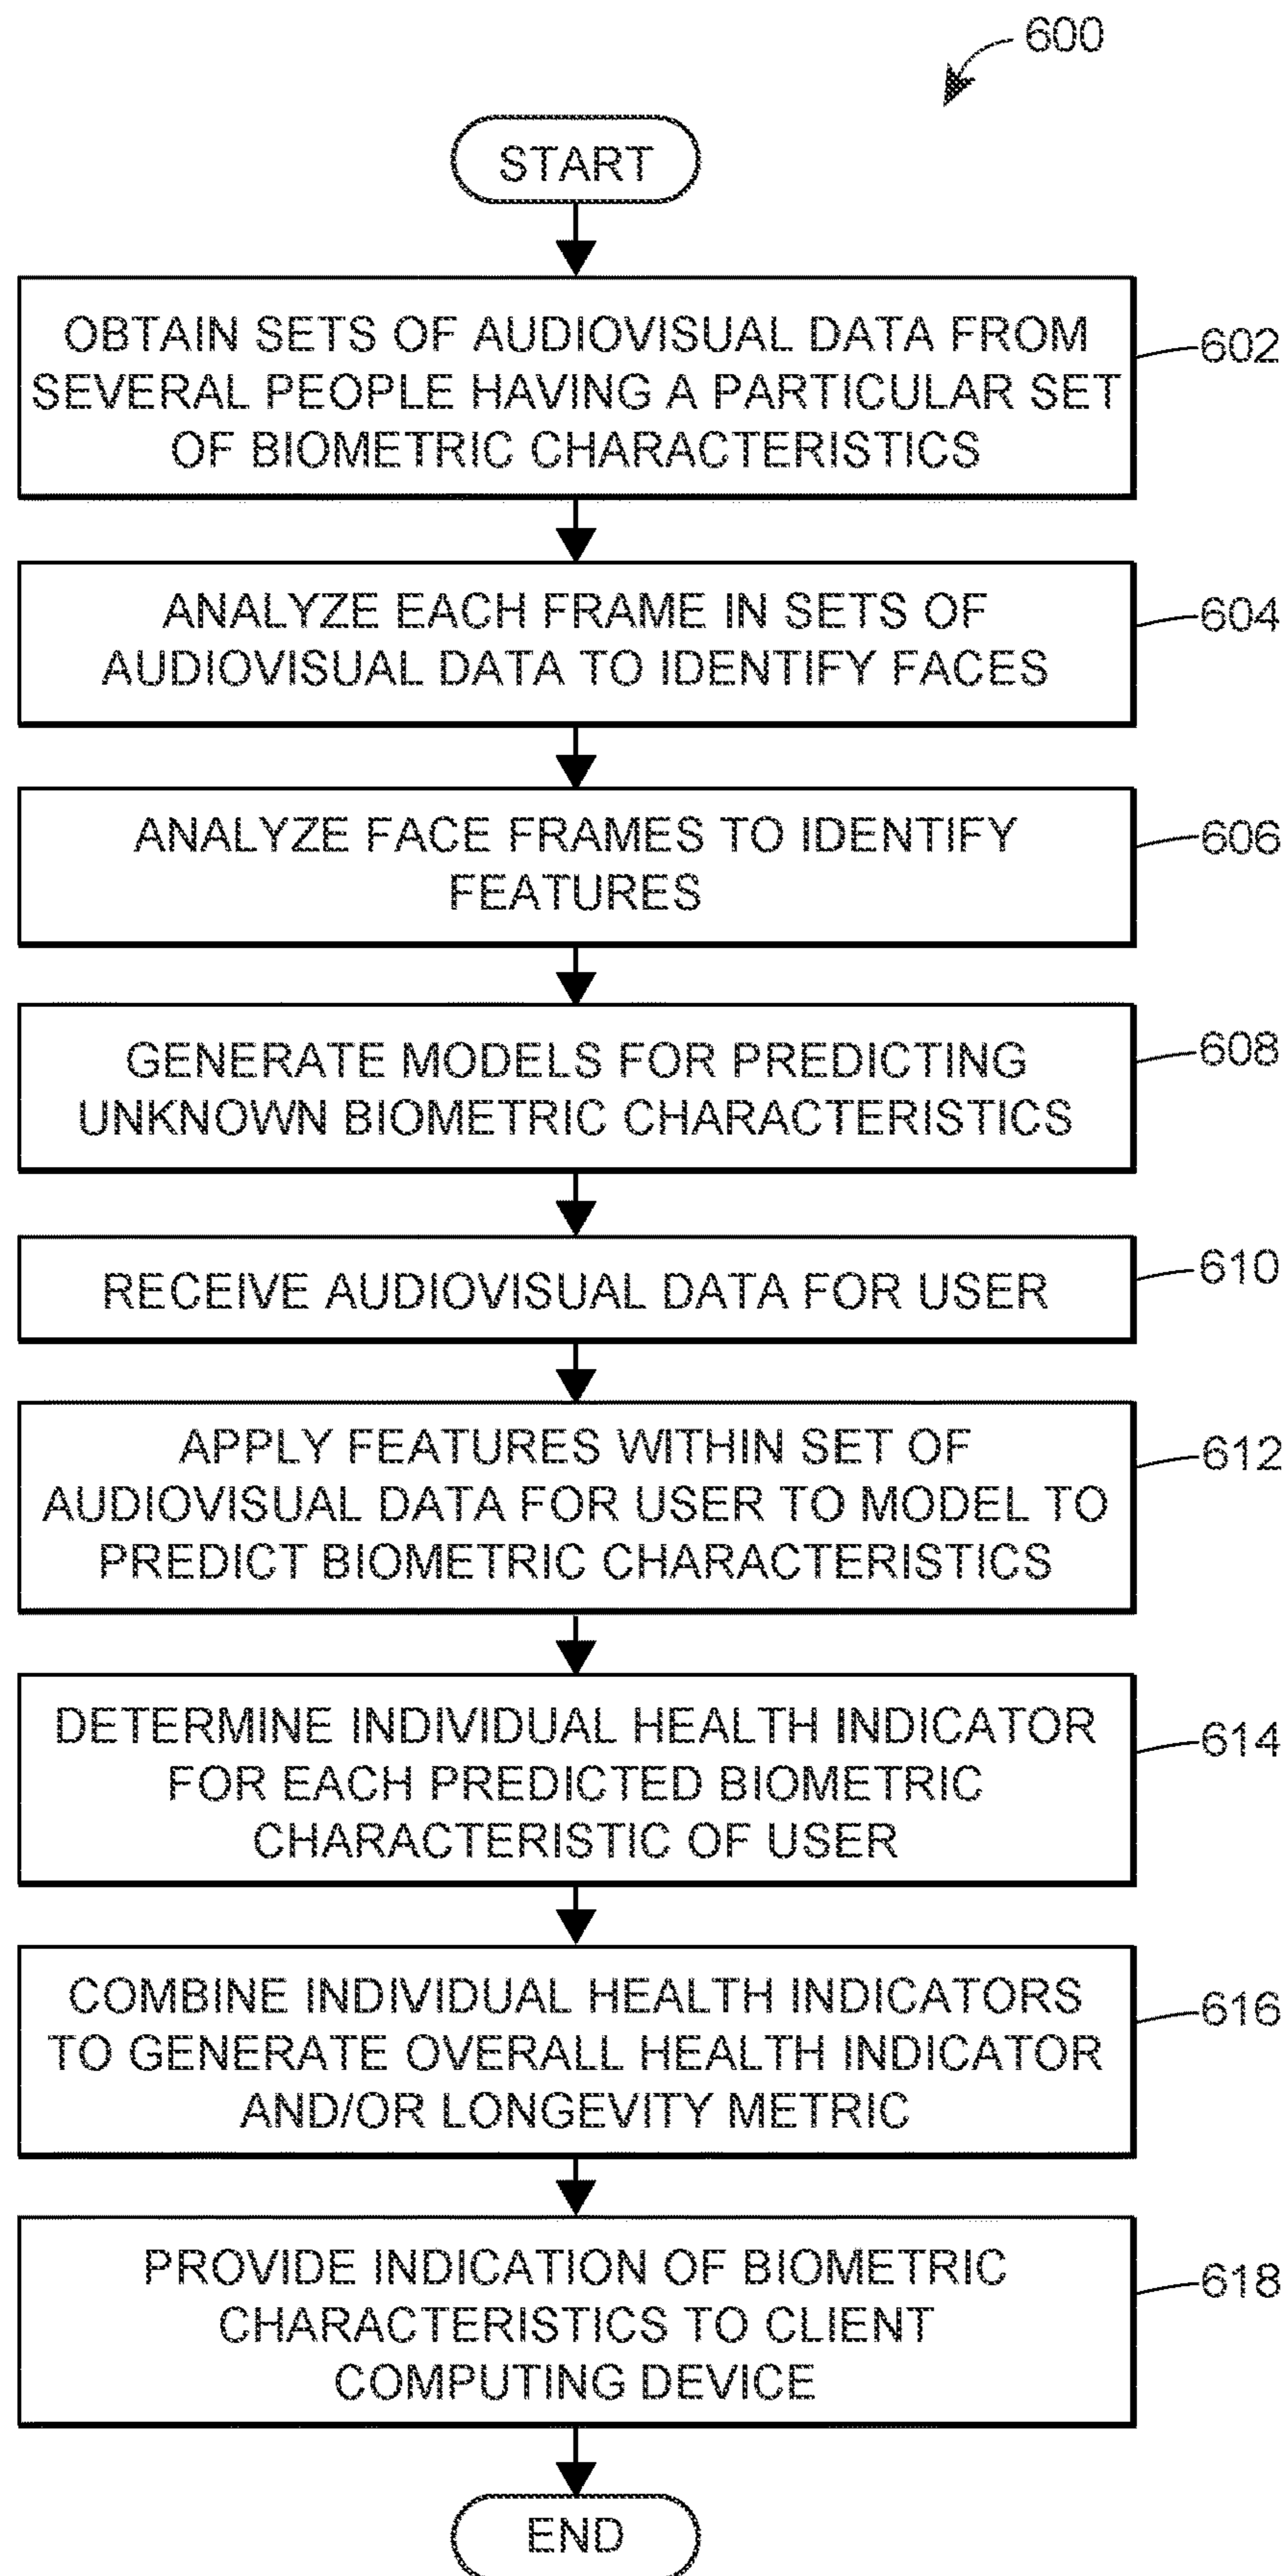 600
START
OBTAIN SETS OF AUDIOVISUAL DATA FROM
SEVERAL PEOPLE HAVING A PARTICULAR SET
OF BIOMETRIC CHARACTERISTICS
602
ANALYZE EACH FRAME IN SETS OF
AUDIOVISUAL DATA TO IDENTIFY FACES
604
ANALYZE FACE FRAMES TO IDENTIFY
FEATURES
606
GENERATE MODELS FOR PREDICTING
UNKNOWN BIOMETRIC CHARACTERISTICS
608
RECEIVE AUDIOVISUAL DATA FOR USER
610
APPLY FEATURES WITHIN SET OF
AUDIOVISUAL DATA FOR USER TO MODEL TO
PREDICT BIOMETRIC CHARACTERISTICS
612
DETERMINE INDIVIDUAL HEALTH INDICATOR
FOR EACH PREDICTED BIOMETRIC
CHARACTERISTIC OF USER
614
COMBINE INDIVIDUAL HEALTH INDICATORS
TO GENERATE OVERALL HEALTH INDICATOR
AND/OR LONGEVITY METRIC
616
PROVIDE INDICATION OF BIOMETRIC
CHARACTERISTICS TO CLIENT
COMPUTING DEVICE
618
END